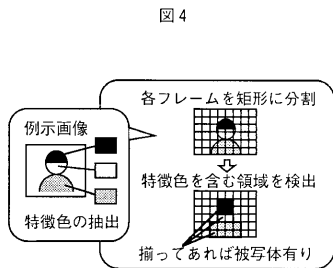 図4
例示画像
特徴色の抽出
各フレームを矩形に分割
特徴色を含む領域を検出
揃ってあれば被写体有り